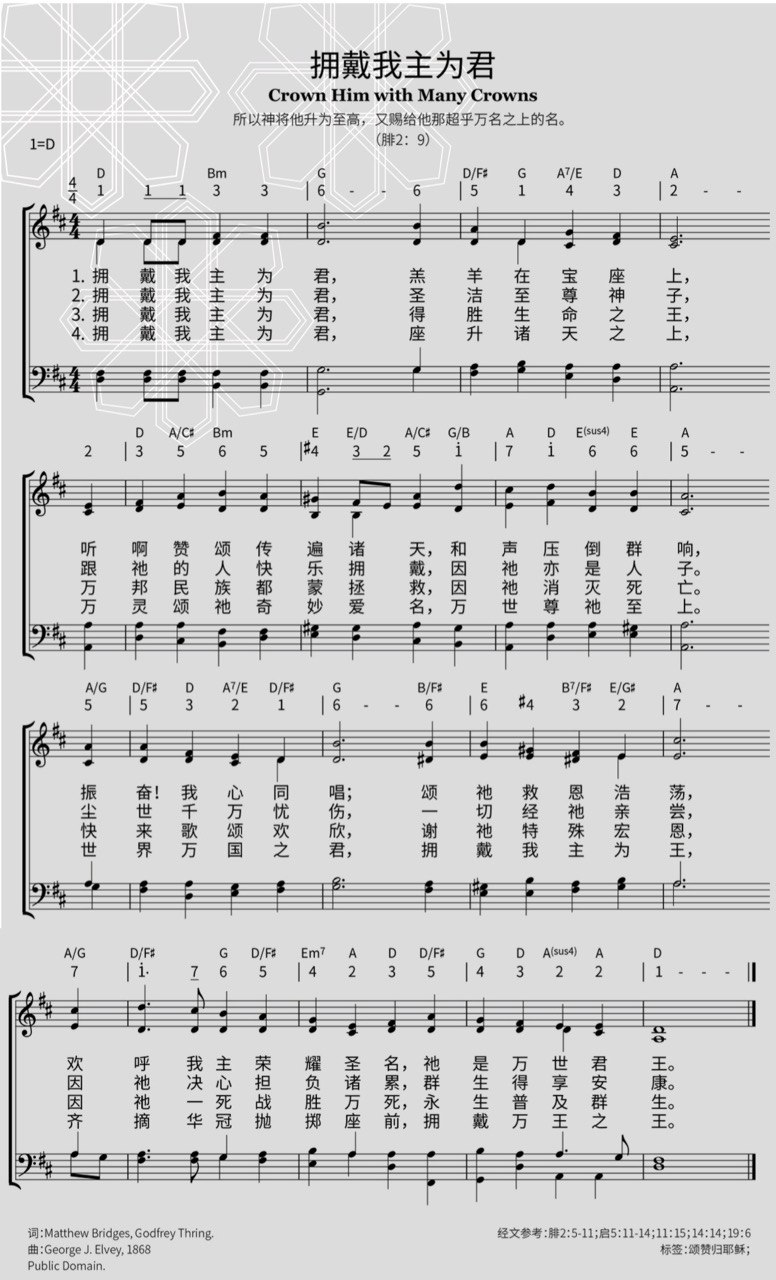 拥戴我主为君
Crown Him with Many Crowns
所以神将他升为至高，又赐给他那超乎万名之上的名。
（腓2：9）
1=D
D Bm G D/F♯ G A7/E D A
4/4 1 1 1 3 3 | 6 - - 6 | 5 1 4 3 | 2 - -
1. 拥戴我主为君，羔羊在宝座上，
2. 拥戴我主为君，圣洁至尊神子，
3. 拥戴我主为君，得胜生命之王，
4. 拥戴我主为君，座升诸天之上，
D A/C♯ Bm E E/D A/C♯ G/B A D E(sus4) E A
2 | 3 5 6 5 | ♯4 3 2 5 i | 7 i 6 6 | 5 - -
听啊赞颂传遍诸天，和声压倒群响，
跟祂的人快乐拥戴，因祂亦是人子。
万邦民族都蒙拯救，因祂消灭死亡。
万灵颂祂奇妙爱名，万世尊祂至上。
A/G D/F♯ D A7/E D/F♯ G B/F♯ E B7/F♯ E/G♯ A
5 | 5 3 2 1 | 6 - - 6 | 6 ♯4 3 2 | 7 - -
振奋！我心同唱；颂祂救恩浩荡，
尘世千万忧伤，一切经祂亲尝，
快来歌颂欢欣，谢祂特殊宏恩，
世界万国之君，拥戴我主为王，
A/G D/F♯ G D/F♯ Em7 A D D/F♯ G D A(sus4) A D
7 | i· 7 6 5 | 4 2 3 5 | 4 3 2 2 | 1 - - -
欢呼我主荣耀圣名，祂是万世君王。
因祂决心担负诸累，群生得享安康。
因祂一死战胜万死，永生普及群生。
齐摘华冠抛掷座前，拥戴万王之王。
词：Matthew Bridges, Godfrey Thring.
曲：George J. Elvey, 1868
Public Domain.
经文参考：腓2：5-11；启5：11-14；11：15；14：14；19：6
标签：颂赞归耶稣；